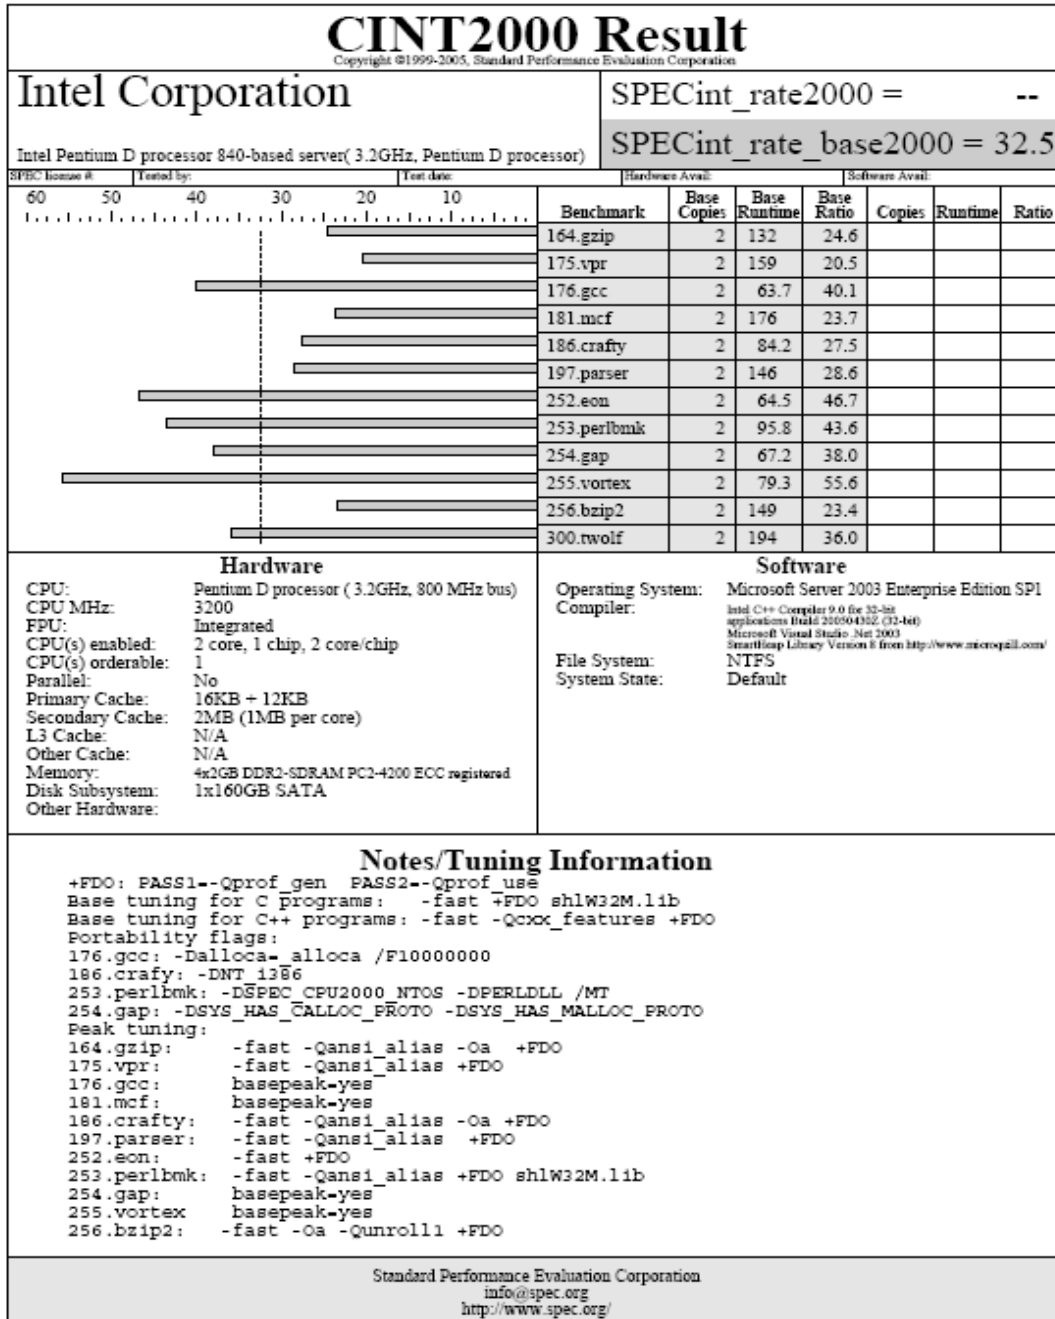 CINT2000 Result
Copyright ©1999-2005, Standard Performance Evaluation Corporation
Intel Corporation
Intel Pentium D processor 840-based server( 3.2GHz, Pentium D processor)
SPECint_rate2000 = --
SPECint_rate_base2000 = 32.5
SPEC license #: Tested by: Test date: Hardware Avail: Software Avail:
60 50 40 30 20 10
Benchmark Base Copies Base Runtime Base Ratio Copies Runtime Ratio
164.gzip 2 132 24.6
175.vpr 2 159 20.5
176.gcc 2 63.7 40.1
181.mcf 2 176 23.7
186.crafty 2 84.2 27.5
197.parser 2 146 28.6
252.eon 2 64.5 46.7
253.perlbmk 2 95.8 43.6
254.gap 2 67.2 38.0
255.vortex 2 79.3 55.6
256.bzip2 2 149 23.4
300.twolf 2 194 36.0
Hardware
CPU: Pentium D processor ( 3.2GHz, 800 MHz bus)
CPU MHz: 3200
FPU: Integrated
CPU(s) enabled: 2 core, 1 chip, 2 core/chip
CPU(s) orderable: 1
Parallel: No
Primary Cache: 16KB + 12KB
Secondary Cache: 2MB (1MB per core)
L3 Cache: N/A
Other Cache: N/A
Memory: 4x2GB DDR2-SDRAM PC2-4200 ECC registered
Disk Subsystem: 1x160GB SATA
Other Hardware:
Software
Operating System: Microsoft Server 2003 Enterprise Edition SP1
Compiler: Intel C++ Compiler 9.0 for 32-bit
applications Build 20050430Z (32-bit)
Microsoft Visual Studio .Net 2003
SmartHeap Library Version 8 from http://www.microquill.com/
File System: NTFS
System State: Default
Notes/Tuning Information
+FDO: PASS1=-Qprof_gen PASS2=-Qprof_use
Base tuning for C programs: -fast +FDO shlW32M.lib
Base tuning for C++ programs: -fast -Qcxx_features +FDO
Portability flags:
176.gcc: -Dalloca=_alloca /F10000000
186.crafy: -DNT_i386
253.perlbmk: -DSPEC_CPU2000_NTOS -DPERLDLL /MT
254.gap: -DSYS_HAS_CALLOC_PROTO -DSYS_HAS_MALLOC_PROTO
Peak tuning:
164.gzip: -fast -Qansi_alias -Oa +FDO
175.vpr: -fast -Qansi_alias +FDO
176.gcc: basepeak=yes
181.mcf: basepeak=yes
186.crafty: -fast -Qansi_alias -Oa +FDO
197.parser: -fast -Qansi_alias +FDO
252.eon: -fast +FDO
253.perlbmk: -fast -Qansi_alias +FDO shlW32M.lib
254.gap: basepeak=yes
255.vortex basepeak=yes
256.bzip2: -fast -Oa -Qunroll1 +FDO
Standard Performance Evaluation Corporation
info@spec.org
http://www.spec.org/